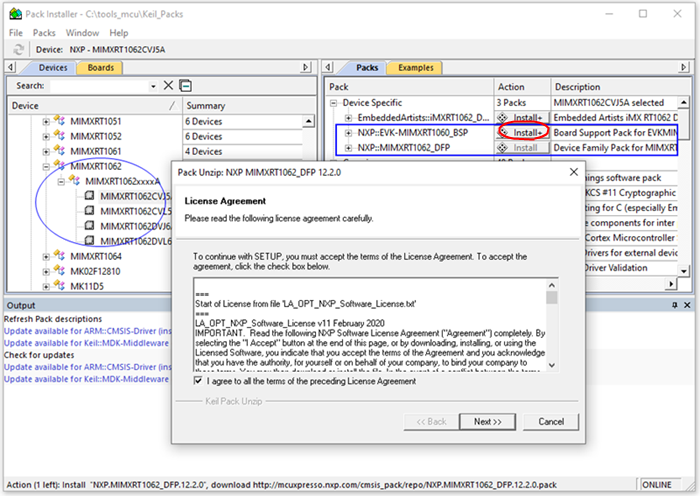 Pack Installer - C:\tools_mcu\Keil_Packs
File Packs Window Help
Device: NXP - MIMXRT1062CVJ5A
Devices Boards
Search:
Device Summary
MIMXRT1051 6 Devices
MIMXRT1052 6 Devices
MIMXRT1061 4 Devices
MIMXRT1062
MIMXRT1062xxxxA
MIMXRT1062CVJ5
MIMXRT1062CVL5
MIMXRT1062DVJ6
MIMXRT1062DVL6
MIMXRT1064
MK02F12810
MK11D5
Packs Examples
Pack Action Description
Device Specific 3 Packs MIMXRT1062CVJ5A selected
EmbeddedArtists::iMXRT1062_D... Install+ Embedded Artists iMX RT1062 D
NXP::EVK-MIMXRT1060_BSP Install+ Board Support Pack for EVKMIN
NXP::MIMXRT1062_DFP Install Device Family Pack for MIMXRT
things software pack
KCS #11 Cryptographic
ting for C (especially Em
e components for inter
Cortex Microcontroller
Drivers for external devi
Driver Validation
Pack Unzip: NXP MIMXRT1062_DFP 12.2.0
License Agreement
Please read the following license agreement carefully.
To continue with SETUP, you must accept the terms of the License Agreement. To accept the
agreement, click the check box below.
===
Start of License from file 'LA_OPT_NXP_Software_License.txt'
===
LA_OPT_NXP_Software_License v11 February 2020
IMPORTANT. Read the following NXP Software License Agreement ("Agreement") completely. By
selecting the "I Accept" button at the end of this page, or by downloading, installing, or using the
Licensed Software, you indicate that you accept the terms of the Agreement and you acknowledge
that you have the authority, for yourself or on behalf of your company, to bind your company to
I agree to all the terms of the preceding License Agreement
Keil Pack Unzip
<< Back Next >> Cancel
Output
Refresh Pack descriptions
Update available for ARM::CMSIS-Driver (ins
Update available for Keil::MDK-Middleware
Check for updates
Update available for ARM::CMSIS-Driver (ins
Update available for Keil::MDK-Middleware
Action (1 left): Install "NXP.MIMXRT1062_DFP.12.2.0", download http://mcuxpresso.nxp.com/cmsis_pack/repo/NXP.MIMXRT1062_DFP.12.2.0.pack ONLINE